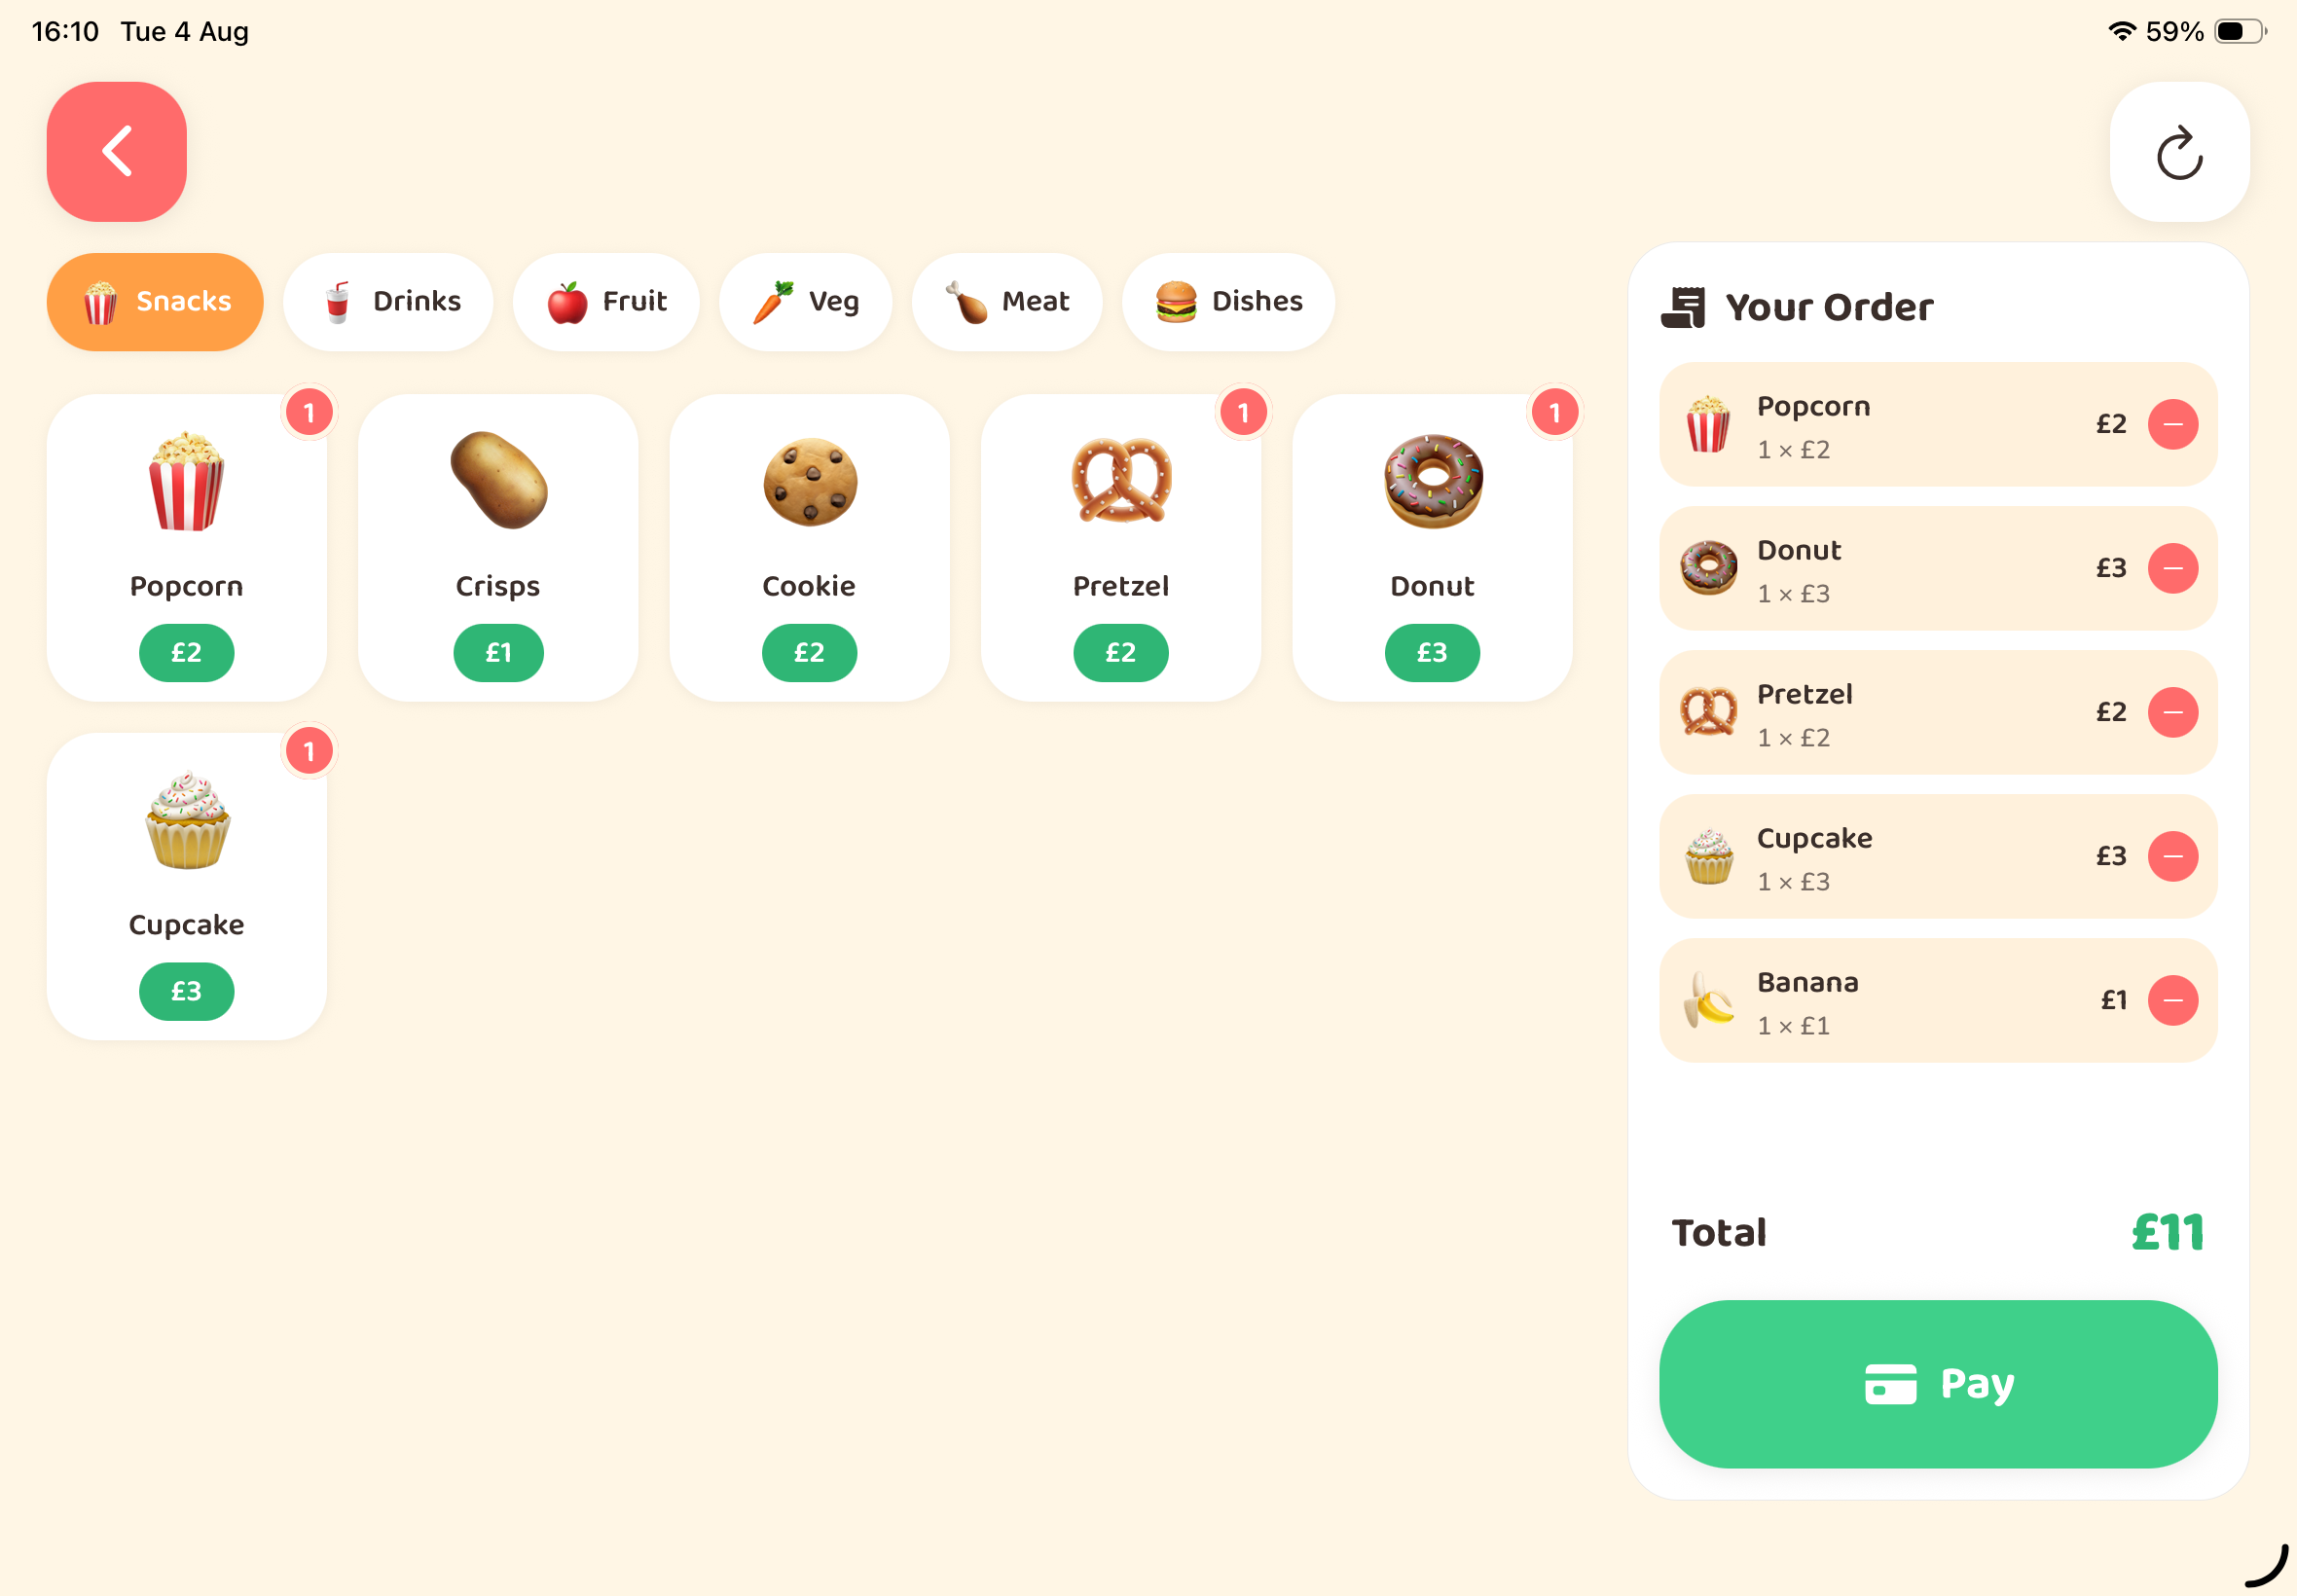 16:10 Tue 4 Aug
59%
Snacks
Drinks
Fruit
Veg
Meat
Dishes
1
Popcorn
£2
Crisps
£1
Cookie
£2
1
Pretzel
£2
1
Donut
£3
1
Cupcake
£3
Your Order
Popcorn
1 × £2
£2
Donut
1 × £3
£3
Pretzel
1 × £2
£2
Cupcake
1 × £3
£3
Banana
1 × £1
£1
Total
£11
Pay